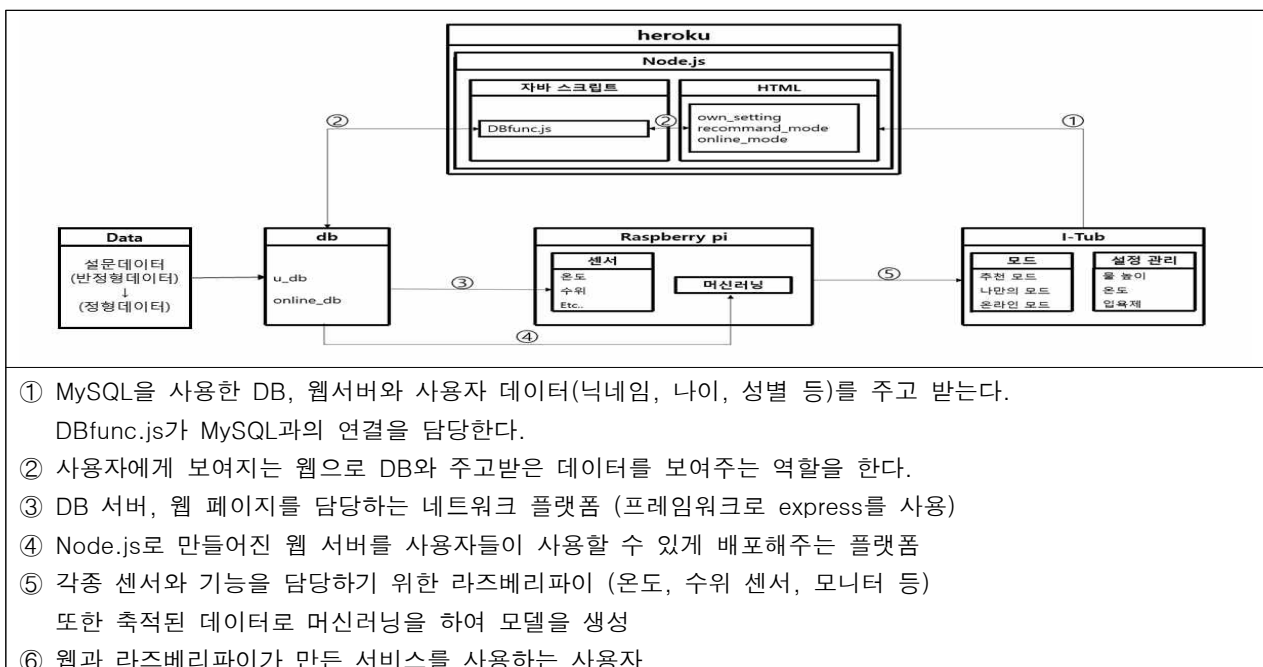 heroku
Node.js
자바 스크립트
HTML
DBfunc.js
own_setting
recommand_mode
online_mode
②
②
①
Data
설문데이터
(반정형데이터)
↓
(정형데이터)
db
u_db
online_db
③
④
Raspberry pi
센서
온도
수위
Etc..
머신러닝
⑤
I-Tub
모드
추천 모드
나만의 모드
온라인 모드
설정 관리
물 높이
온도
입욕제
① MySQL을 사용한 DB, 웹서버와 사용자 데이터(닉네임, 나이, 성별 등)를 주고 받는다.
DBfunc.js가 MySQL과의 연결을 담당한다.
② 사용자에게 보여지는 웹으로 DB와 주고받은 데이터를 보여주는 역할을 한다.
③ DB 서버, 웹 페이지를 담당하는 네트워크 플랫폼 (프레임워크로 express를 사용)
④ Node.js로 만들어진 웹 서버를 사용자들이 사용할 수 있게 배포해주는 플랫폼
⑤ 각종 센서와 기능을 담당하기 위한 라즈베리파이 (온도, 수위 센서, 모니터 등)
또한 축적된 데이터로 머신러닝을 하여 모델을 생성
⑥ 웹과 라즈베리파이가 만든 서비스를 사용하는 사용자